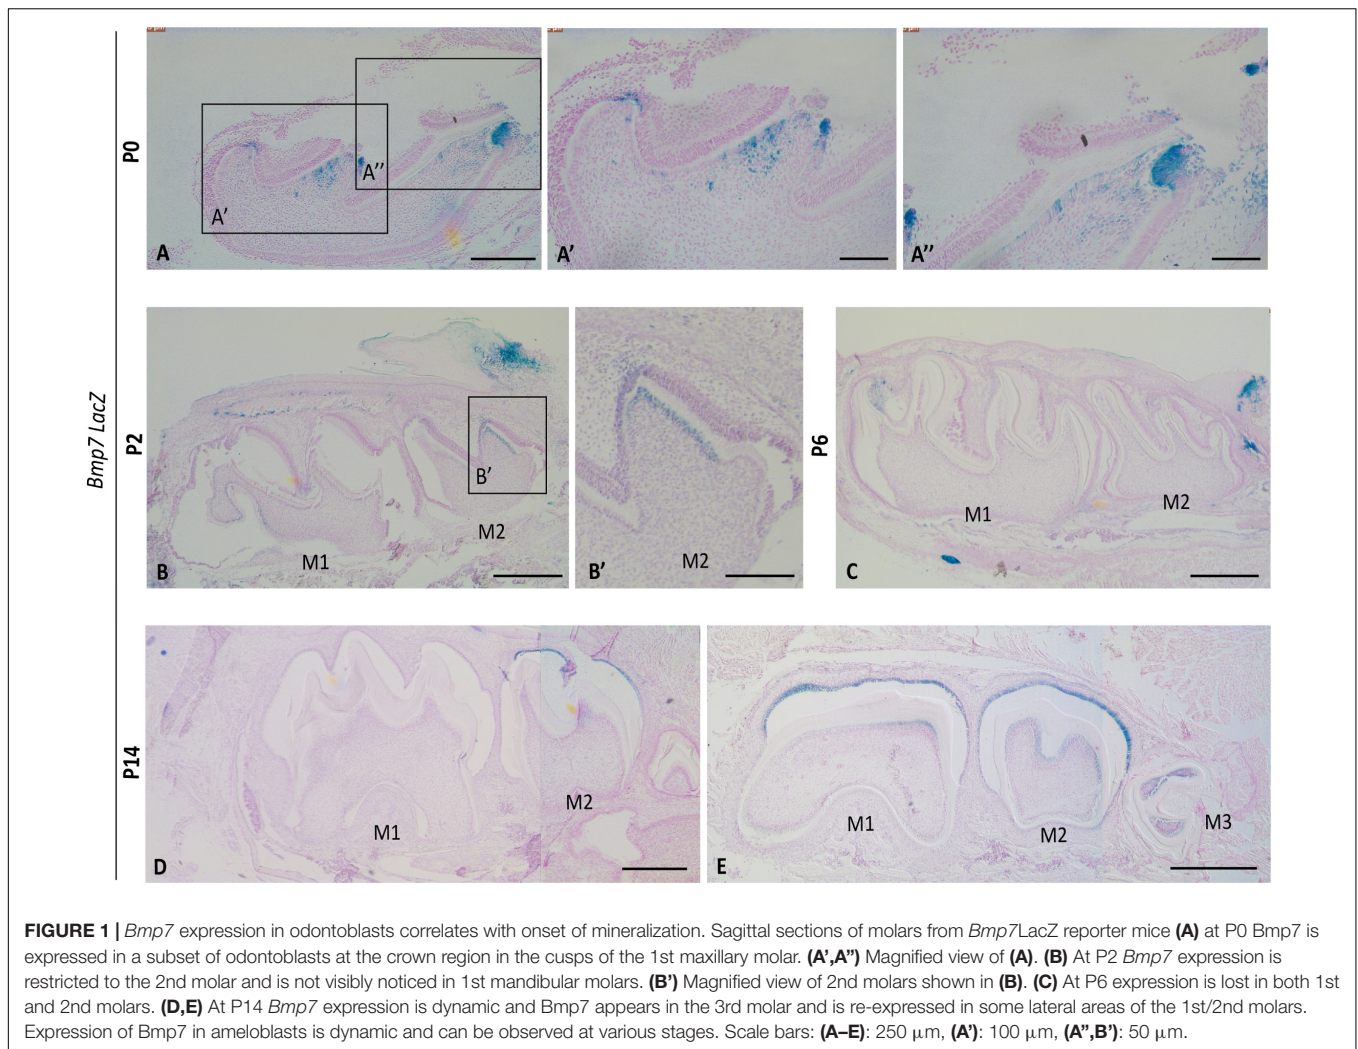 P0
A'
A''
A
A'
A''
Bmp7 LacZ
P2
B'
M2
M1
B
M2
B'
P6
M1
M2
C
P14
M1
M2
D
M1
M2
M3
E
FIGURE 1 | Bmp7 expression in odontoblasts correlates with onset of mineralization. Sagittal sections of molars from Bmp7LacZ reporter mice (A) at P0 Bmp7 is
expressed in a subset of odontoblasts at the crown region in the cusps of the 1st maxillary molar. (A',A'') Magnified view of (A). (B) At P2 Bmp7 expression is
restricted to the 2nd molar and is not visibly noticed in 1st mandibular molars. (B') Magnified view of 2nd molars shown in (B). (C) At P6 expression is lost in both 1st
and 2nd molars. (D,E) At P14 Bmp7 expression is dynamic and Bmp7 appears in the 3rd molar and is re-expressed in some lateral areas of the 1st/2nd molars.
Expression of Bmp7 in ameloblasts is dynamic and can be observed at various stages. Scale bars: (A–E): 250 μm, (A'): 100 μm, (A'',B'): 50 μm.